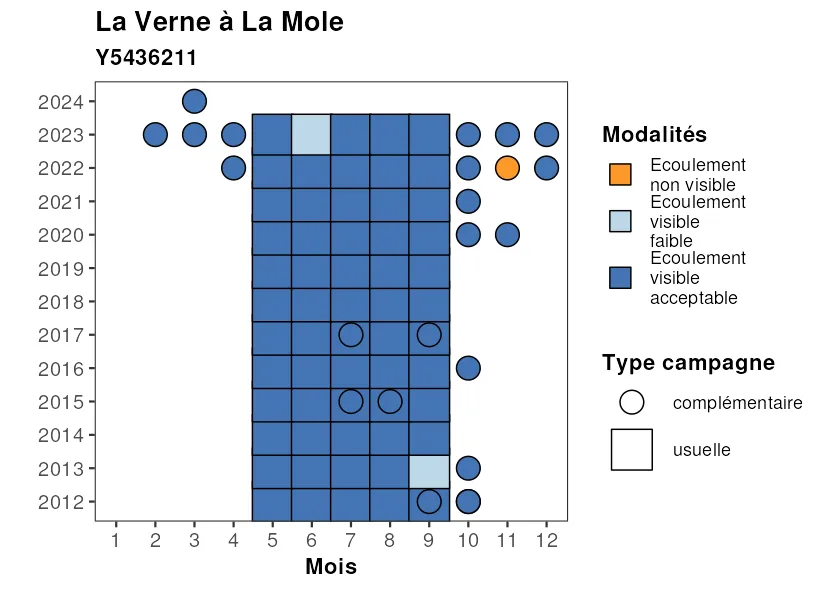 La Verne à La Mole
Y5436211
2024
2023
2022
2021
2020
2019
2018
2017
2016
2015
2014
2013
2012
1 2 3 4 5 6 7 8 9 10 11 12
Mois
Modalités
Ecoulement
non visible
Ecoulement
visible
faible
Ecoulement
visible
acceptable
Type campagne
complémentaire
usuelle